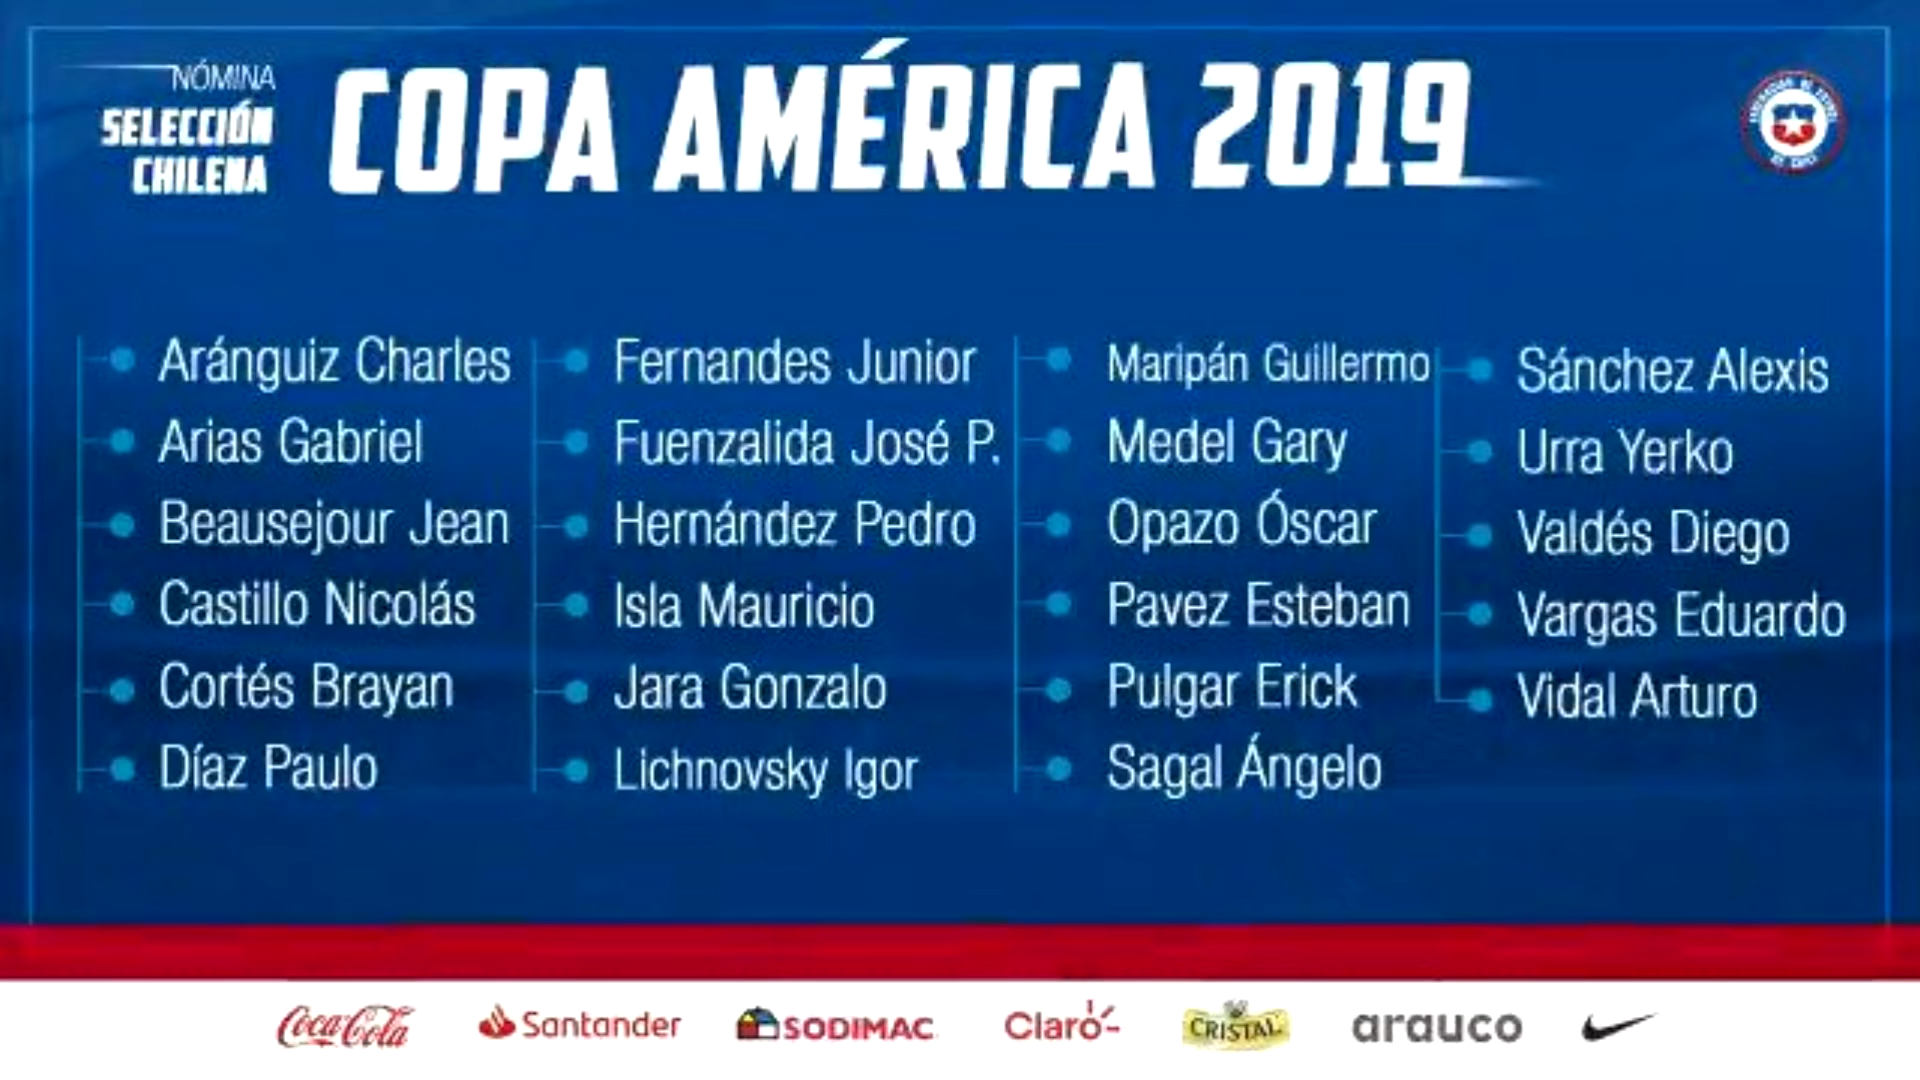 NÓMINA
SELECCIÓN
CHILENA
COPA AMÉRICA 2019
Aránguiz Charles
Arias Gabriel
Beausejour Jean
Castillo Nicolás
Cortés Brayan
Díaz Paulo
Fernandes Junior
Fuenzalida José P.
Hernández Pedro
Isla Mauricio
Jara Gonzalo
Lichnovsky Igor
Maripán Guillermo
Medel Gary
Opazo Óscar
Pavez Esteban
Pulgar Erick
Sagal Ángelo
Sánchez Alexis
Urra Yerko
Valdés Diego
Vargas Eduardo
Vidal Arturo
Coca-Cola Santander SODIMAC Claro CRISTAL arauco